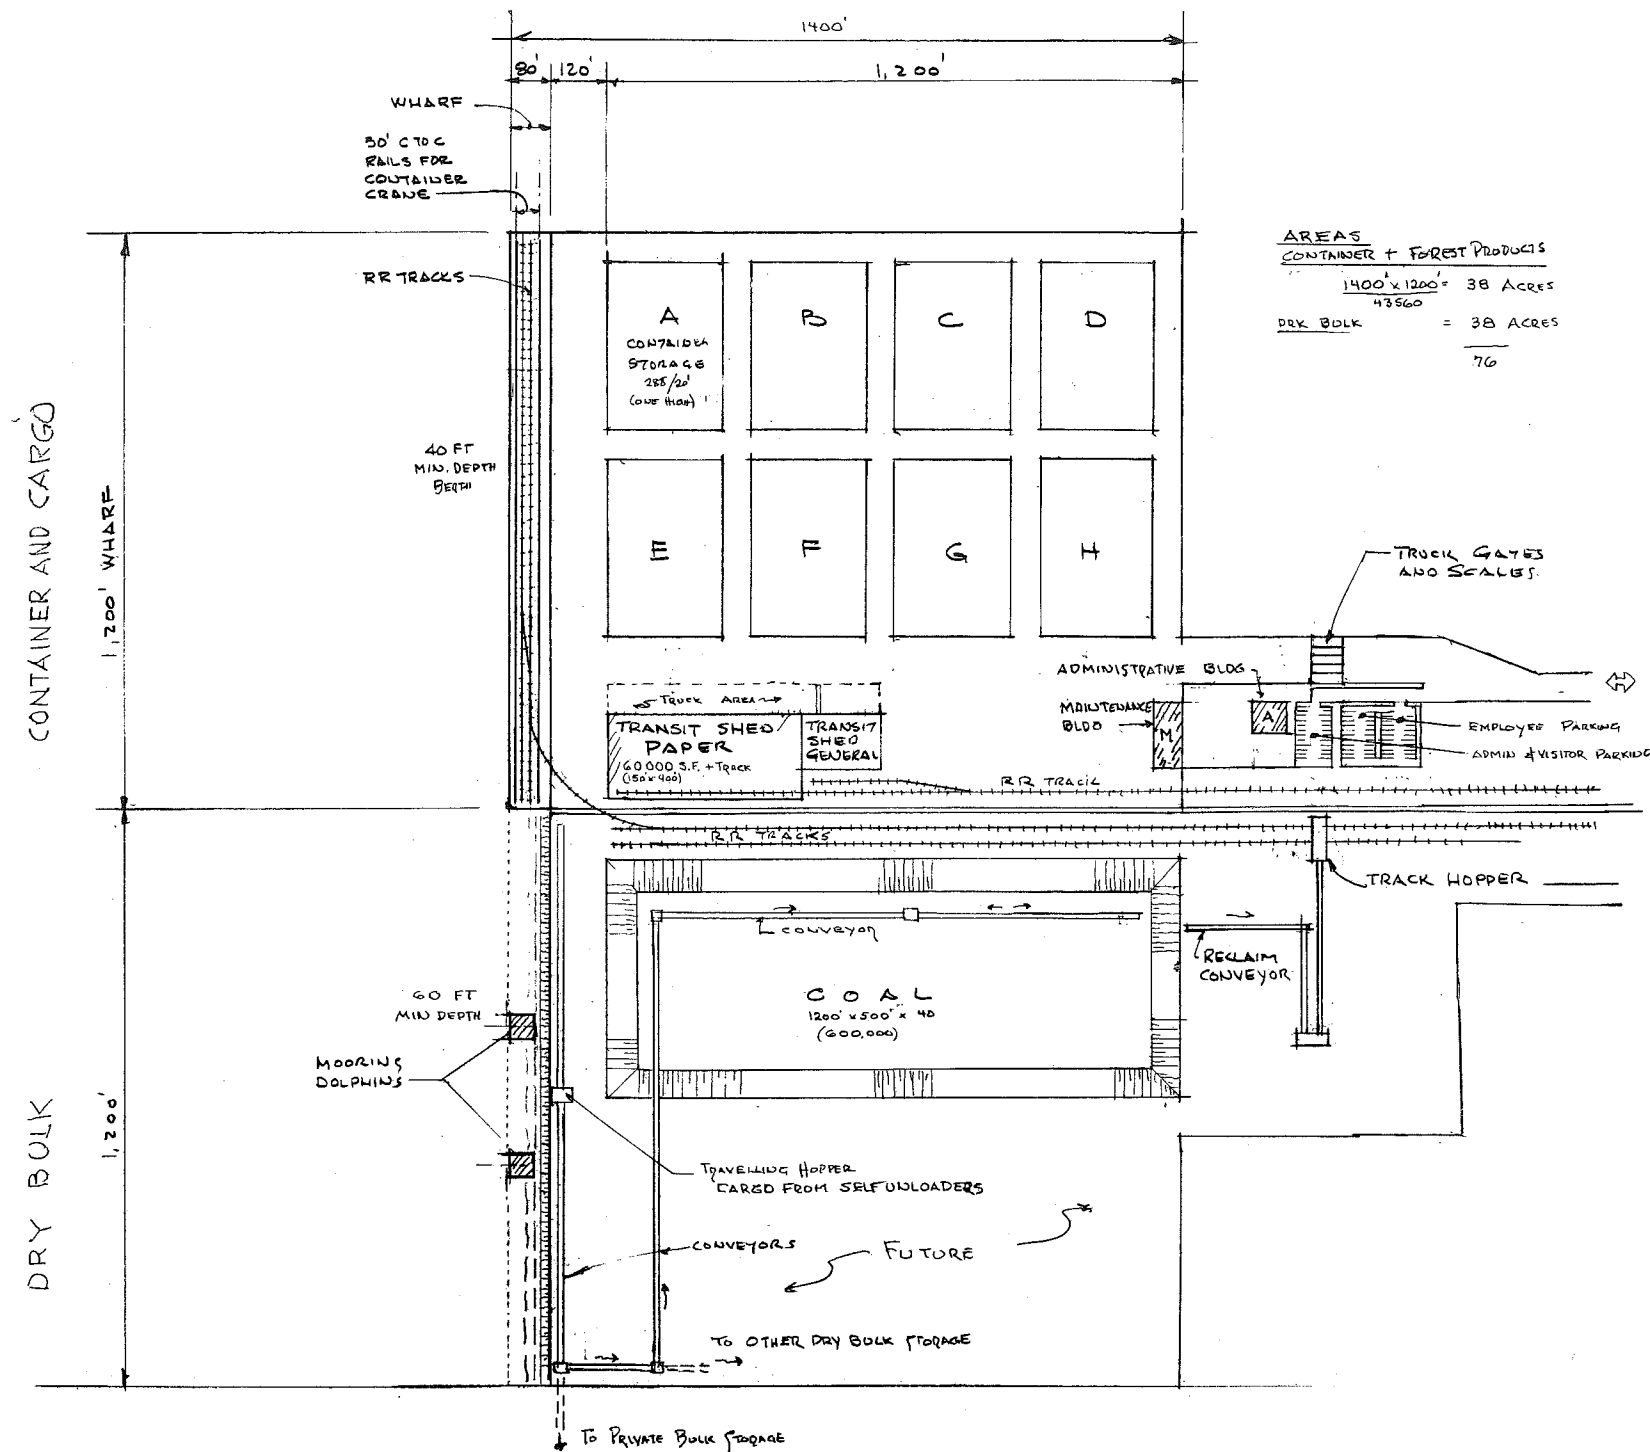 1400'
80'
120'
1,200'
WHARF
30' C TO C
RAILS FOR
CONTAINER
CRANE
RR TRACKS
AREAS
CONTAINER + FOREST PRODUCTS
1400' x 1200' = 38 ACRES
43560
DRK BULK = 38 ACRES
76
A
CONTAINER
STORAGE
288/20'
(ONE HIGH)
B
C
D
CONTAINER AND CARGO
1,200' WHARF
40 FT
MIN. DEPTH
BERTH
E
F
G
H
TRUCK GATES
AND SCALES.
ADMINISTRATIVE BLDG
MAINTENANCE
BLDG
M
A
EMPLOYEE PARKING
ADMIN & VISITOR PARKING
TRUCK AREA
TRANSIT SHED
PAPER
60 000 S.F. + TRACK
(150' x 400')
TRANSIT
SHED
GENERAL
RR TRACK
RR TRACKS
TRACK HOPPER
CONVEYOR
RECLAIM
CONVEYOR
COAL
1200' x 500' x 40
(600,000)
60 FT
MIN DEPTH
MOORING
DOLPHINS
DRY BULK
1,200'
TRAVELLING HOPPER
CARGO FROM SELF UNLOADERS
CONVEYORS
FUTURE
TO OTHER DRY BULK STORAGE
TO PRIVATE BULK STORAGE